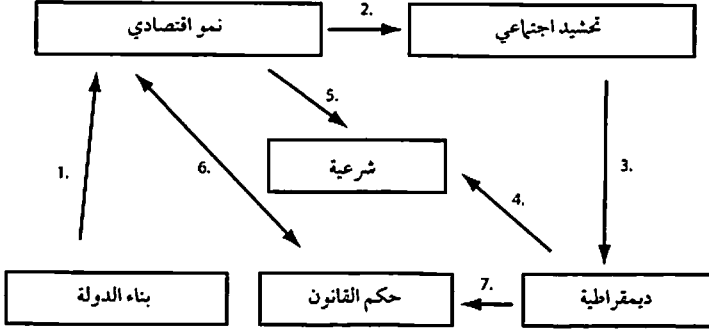 نمو اقتصادي
2.
تحشيد اجتماعي
5.
شرعية
1.
6.
3.
4.
بناء الدولة
حكم القانون
7.
ديمقراطية